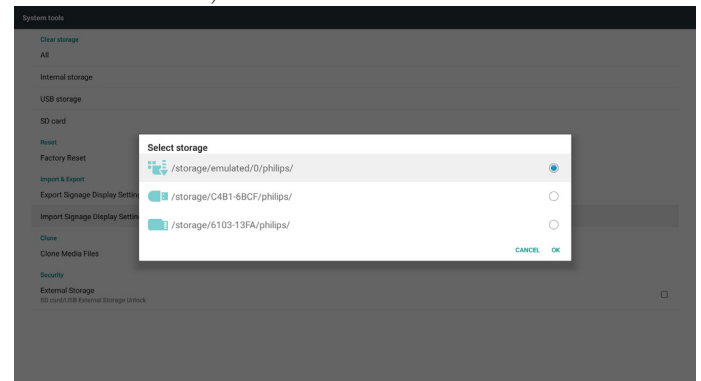 System tools
Clear storage
All
Internal storage
USB storage
SD card
Reset
Factory Reset
Import & Export
Export Signage Display Settin
Import Signage Display Settin
Clone
Clone Media Files
Security
External Storage
SD card/USB External Storage Unlock
Select storage
/storage/emulated/0/philips/
/storage/C4B1-6BCF/philips/
/storage/6103-13FA/philips/
CANCEL OK